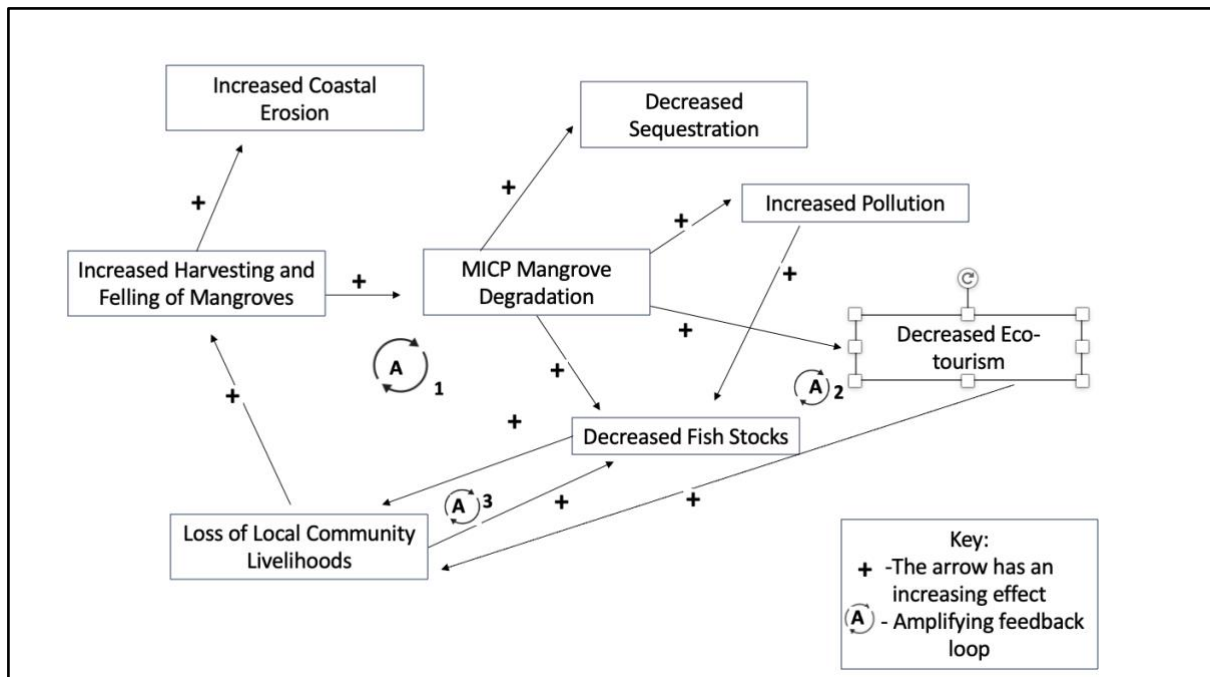 Increased Coastal
Erosion
Decreased
Sequestration
Increased Pollution
+
+
+
+
Increased Harvesting and
Felling of Mangroves
+
MICP Mangrove
Degradation
+
Decreased Eco-
tourism
A
1
+
A
2
+
+
Decreased Fish Stocks
A
3
+
+
Loss of Local Community
Livelihoods
Key:
+ -The arrow has an
increasing effect
A - Amplifying feedback
loop